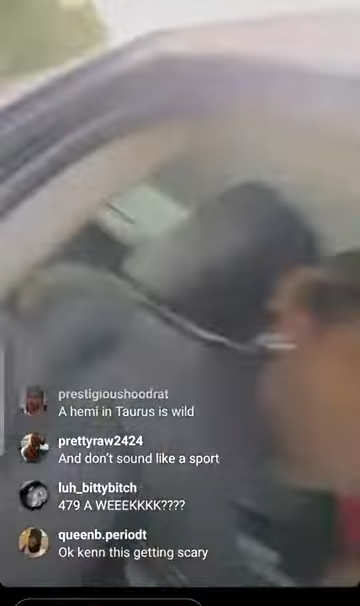 prestigioushoodrat
A hemi in Taurus is wild
prettyraw2424
And don't sound like a sport
luh_bittybitch
479 A WEEEKKKK????
queenb.periodt
Ok kenn this getting scary